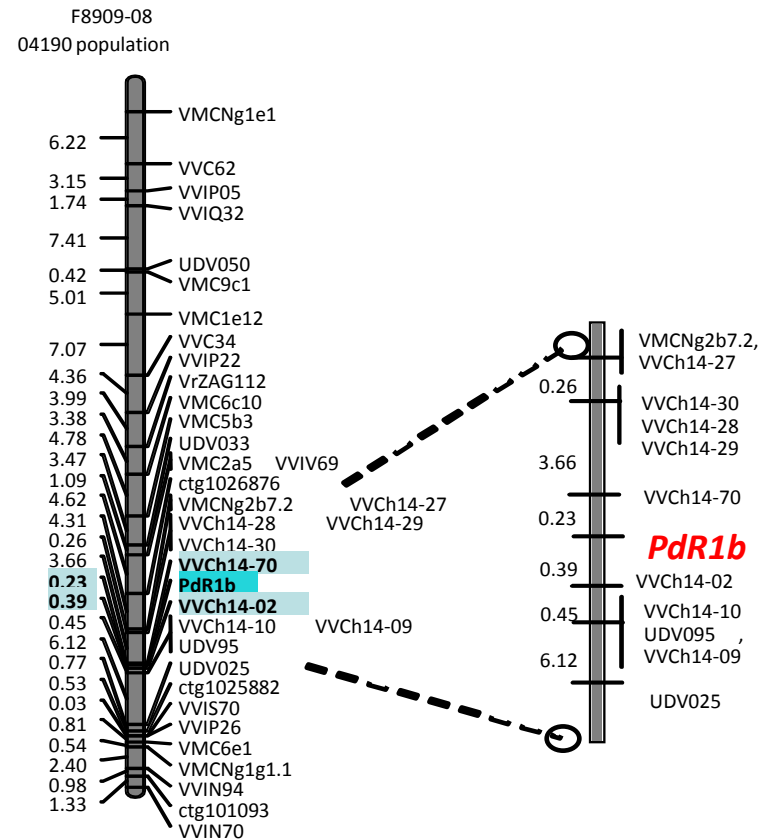 F8909-08
04190 population
VMCNg1e1
6.22
VVC62
3.15
VVIP05
1.74
VVIQ32
7.41
UDV050
0.42
VMC9c1
5.01
VMC1e12
7.07
VVC34
VVIP22
4.36
VrZAG112
3.99
VMC6c10
3.38
VMC5b3
4.78
UDV033
3.47
VMC2a5 VVIV69
1.09
ctg1026876
4.62
VMCNg2b7.2 VVCh14-27
4.31
VVCh14-28 VVCh14-29
0.26
VVCh14-30
3.66
VVCh14-70
0.23
PdR1b
0.39
VVCh14-02
0.45
VVCh14-10 VVCh14-09
6.12
UDV95
0.77
UDV025
0.53
ctg1025882
0.03
VVIS70
0.81
VVIP26
0.54
VMC6e1
2.40
VMCNg1g1.1
0.98
VVIN94
1.33
ctg101093
VVIN70
VMCNg2b7.2,
VVCh14-27
0.26
VVCh14-30
VVCh14-28
VVCh14-29
3.66
VVCh14-70
0.23
PdR1b
0.39
VVCh14-02
0.45
VVCh14-10
UDV095 ,
VVCh14-09
6.12
UDV025